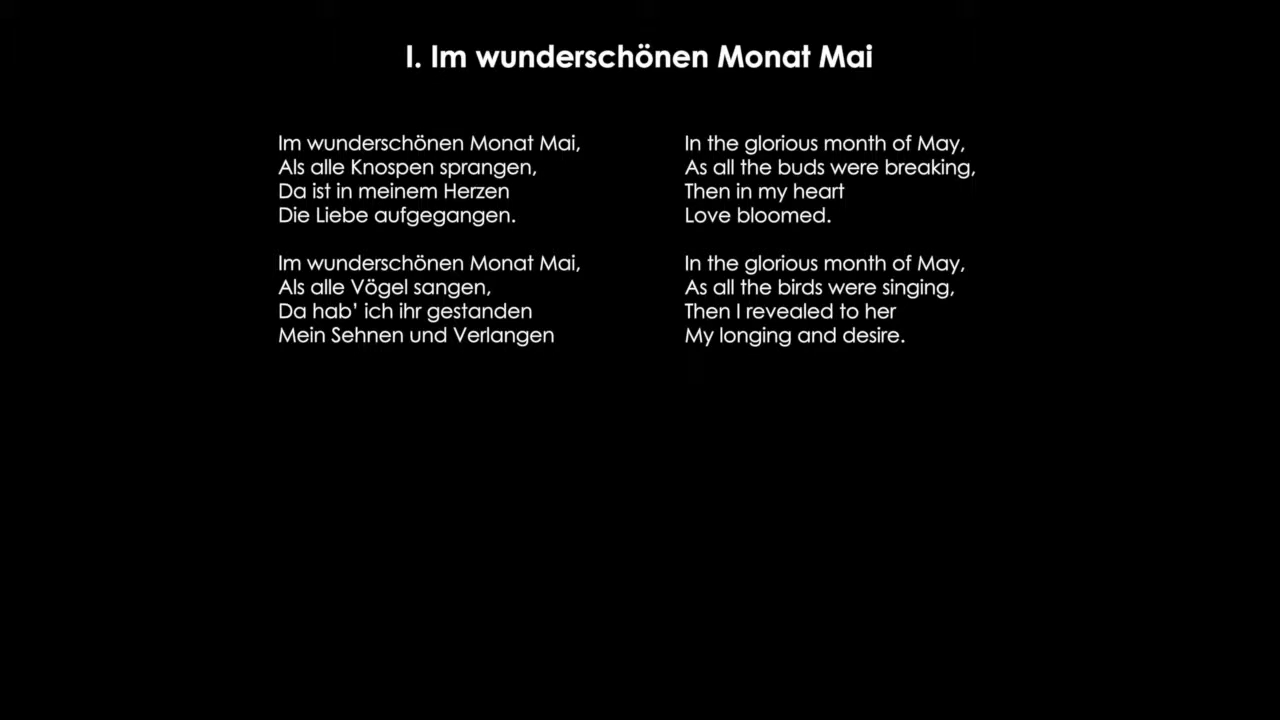 I. Im wunderschönen Monat Mai
Im wunderschönen Monat Mai,
Als alle Knospen sprangen,
Da ist in meinem Herzen
Die Liebe aufgegangen.
Im wunderschönen Monat Mai,
Als alle Vögel sangen,
Da hab’ ich ihr gestanden
Mein Sehnen und Verlangen
In the glorious month of May,
As all the buds were breaking,
Then in my heart
Love bloomed.
In the glorious month of May,
As all the birds were singing,
Then I revealed to her
My longing and desire.